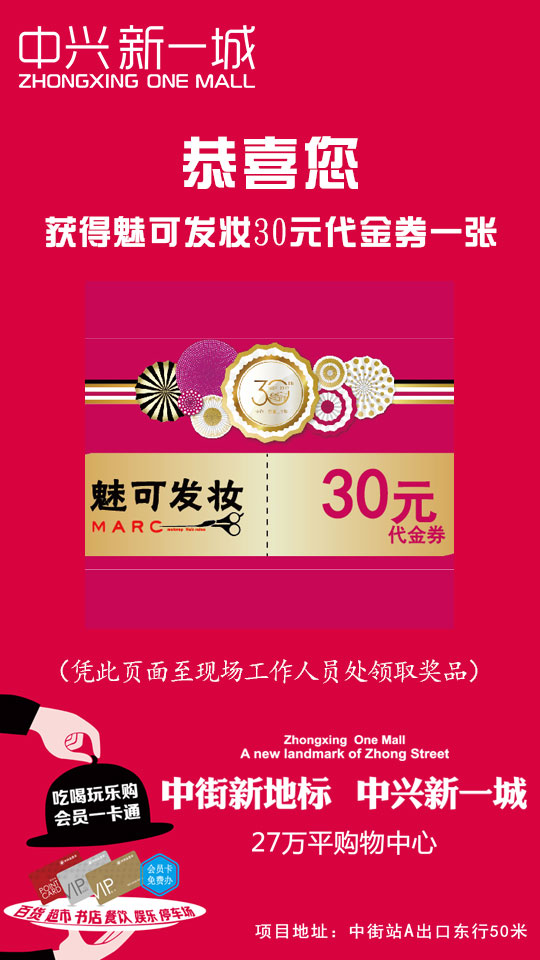 中兴新一城
ZHONGXING ONE MALL
恭喜您
获得魅可发妆30元代金券一张
30
魅可发妆
MARC
30元
代金券
（凭此页面至现场工作人员处领取奖品）
Zhongxing One Mall
A new landmark of Zhong Street
中街新地标 中兴新一城
27万平购物中心
吃喝玩乐购
会员一卡通
POINT
CARD
VIP
VIP
会员卡
免费办
百货 超市 书店 餐饮 娱乐 停车场
项目地址：中街站A出口东行50米